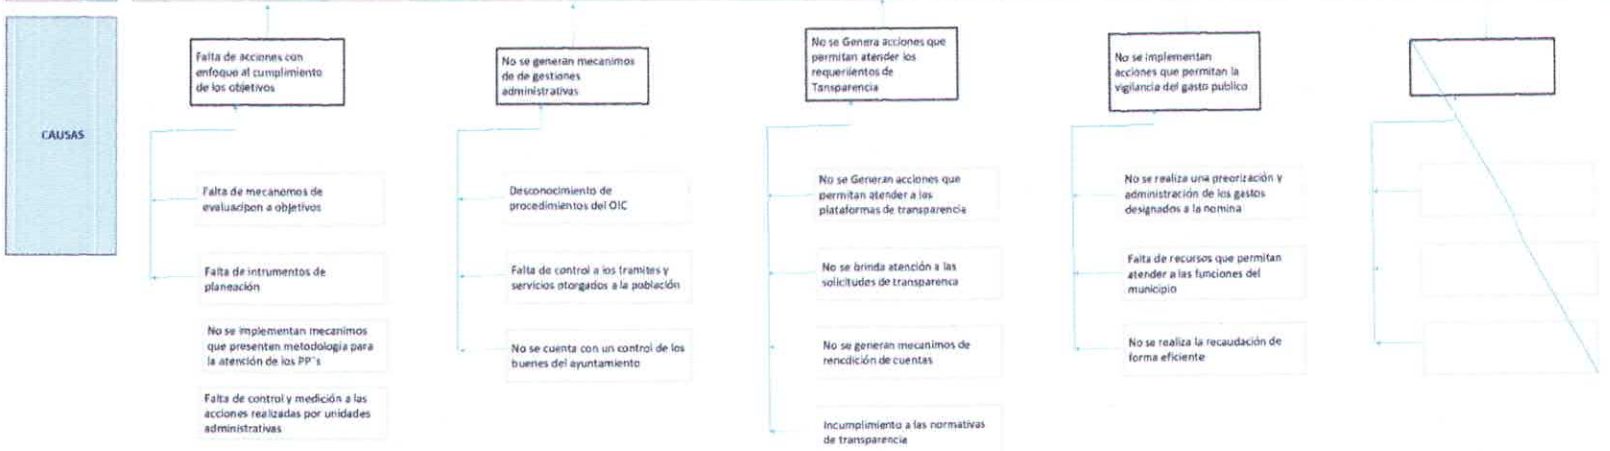 CAUSAS
Falta de acciones con
enfoque al cumplimiento
de los objetivos
Falta de mecanomos de
evaluacipon a objetivos
Falta de intrumentos de
planeación
No se implementan mecanimos
que presenten metodología para
la atención de los PP¨s
Falta de control y medición a las
acciones realizadas por unidades
administrativas
No se generan mecanimos
de de gestiones
administrativas
Desconocimiento de
procedimientos del OIC
Falta de control a los tramites y
servicios otorgados a la población
No se cuenta con un control de los
buenes del ayuntamiento
No se Genera acciones que
permitan atender los
requeriientos de
Tansparencia
No se Generan acciones que
permitan atender a las
plataformas de transparencia
No se brinda atención a las
solicitudes de transparenca
No se generan mecanimos de
rencdición de cuentas
Incumplimiento a las normativas
de transparencia
No se implementan
acciones que permitan la
vigilancia del gasto publico
No se realiza una preorización y
administración de los gastos
designados a la nomina
Falta de recursos que permitan
atender a las funciones del
municipio
No se realiza la recaudación de
forma eficiente